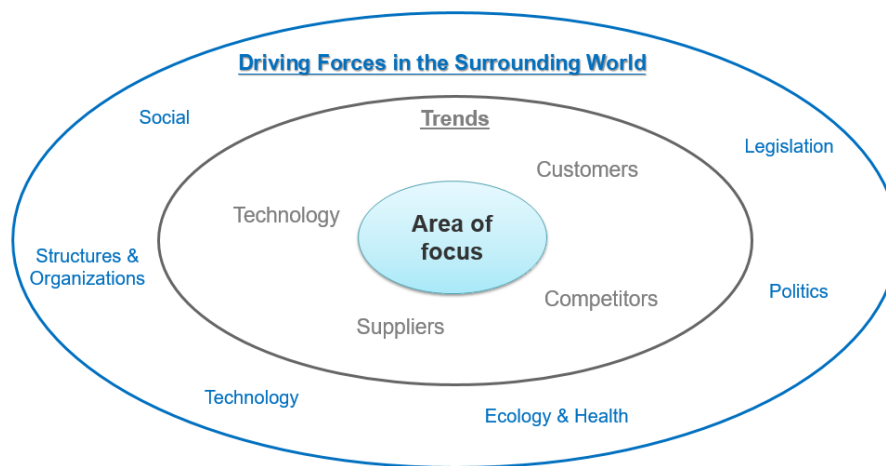 Driving Forces in the Surrounding World
Social
Trends
Legislation
Customers
Technology
Area of
focus
Structures &
Organizations
Competitors
Politics
Suppliers
Technology
Ecology & Health